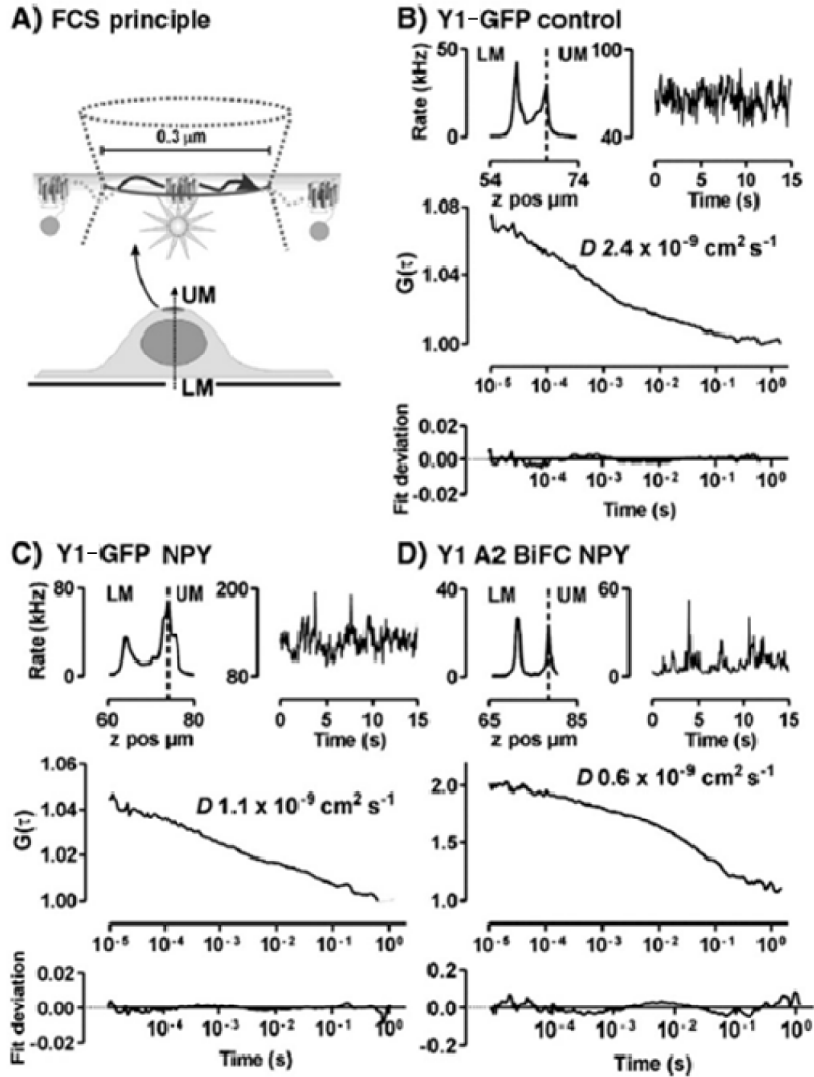 A) FCS principle
0.3 µm
UM
LM
B) Y1-GFP control
50
LM
UM
Rate (kHz)
0
54
74
z pos µm
100
40
0 5 10 15
Time (s)
1.08
D 2.4 x 10-9 cm2 s-1
G(τ)
1.04
1.00
10-5 10-4 10-3 10-2 10-1 100
Fit deviation
0.02
0.00
-0.02
10-4 10-3 10-2 10-1 100
Time (s)
C) Y1-GFP NPY
80
LM
UM
Rate (kHz)
0
60
80
z pos µm
200
80
0 5 10 15
Time (s)
1.06
D 1.1 x 10-9 cm2 s-1
G(τ)
1.04
1.02
1.00
10-5 10-4 10-3 10-2 10-1 100
Fit deviation
0.02
0.00
-0.02
10-4 10-3 10-2 10-1 100
Time (s)
D) Y1 A2 BiFC NPY
40
LM
UM
0
65
85
z pos µm
60
0
0 5 10 15
Time (s)
D 0.6 x 10-9 cm2 s-1
2.0
1.5
1.0
10-5 10-4 10-3 10-2 10-1 100
0.2
0.0
-0.2
10-4 10-3 10-2 10-1 100
Time (s)